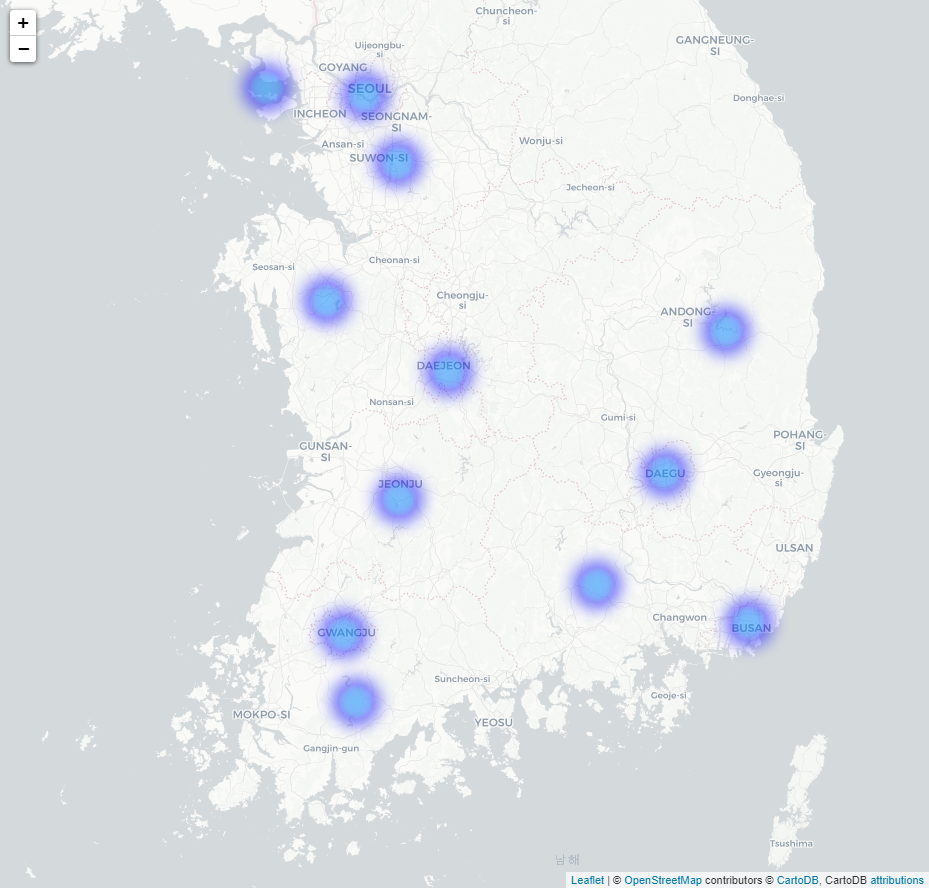 +
−
Chuncheon-
si
GANGNEUNG-
SI
Uijeongbu-
si
GOYANG
SEOUL
Donghae-si
INCHEON
SEONGNAM-
SI
Ansan-si
Wonju-si
SUWON-SI
Jecheon-si
Cheonan-si
Seosan-si
Cheongju-
si
ANDONG-
SI
DAEJEON
Nonsan-si
Gumi-si
GUNSAN-
SI
POHANG-
SI
DAEGU
Gyeongju-
si
JEONJU
ULSAN
Changwon
BUSAN
GWANGJU
Suncheon-si
Geoje-si
MOKPO-SI
YEOSU
Gangjin-gun
Tsushima
남해
Leaflet | © OpenStreetMap contributors © CartoDB, CartoDB attributions